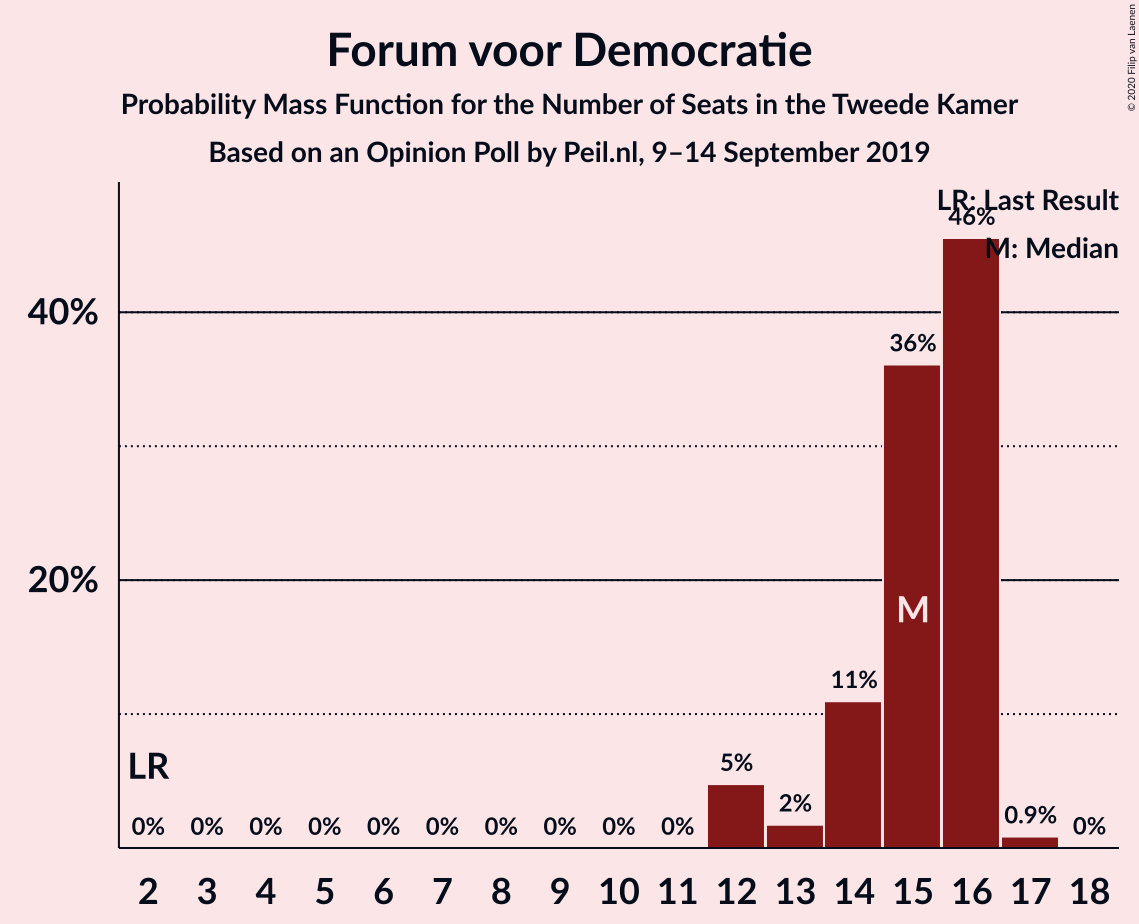 Forum voor Democratie
Probability Mass Function for the Number of Seats in the Tweede Kamer
Based on an Opinion Poll by Peil.nl, 9–14 September 2019
© 2020 Filip van Laenen
LR: Last Result
M: Median
40%
20%
LR
M
0% 0% 0% 0% 0% 0% 0% 0% 0% 0% 5% 2% 11% 36% 46% 0.9% 0%
2 3 4 5 6 7 8 9 10 11 12 13 14 15 16 17 18